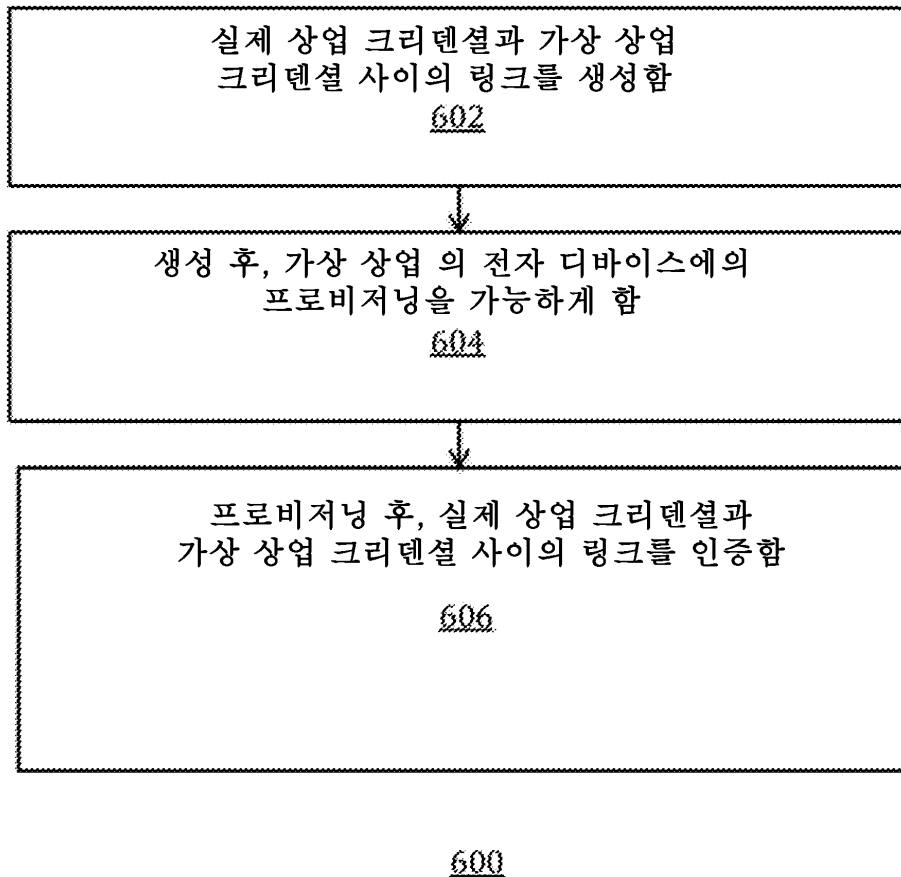 실제 상업 크리덴셜과 가상 상업
크리덴셜 사이의 링크를 생성함
602
생성 후, 가상 상업 의 전자 디바이스에의
프로비저닝을 가능하게 함
604
프로비저닝 후, 실제 상업 크리덴셜과
가상 상업 크리덴셜 사이의 링크를 인증함
606
600